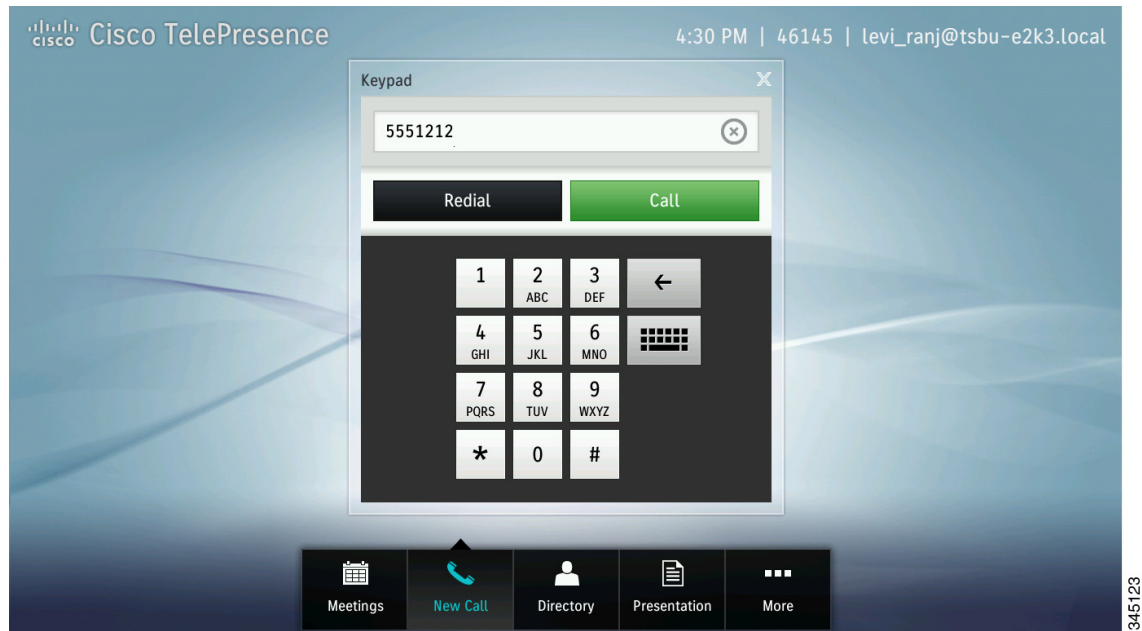 cisco Cisco TelePresence
4:30 PM | 46145 | levi_ranj@tsbu-e2k3.local
Keypad X
5551212
Redial Call
1 2 3 ←
ABC DEF
4 5 6
GHI JKL MNO
7 8 9
PQRS TUV WXYZ
* 0 #
Meetings New Call Directory Presentation More
345123